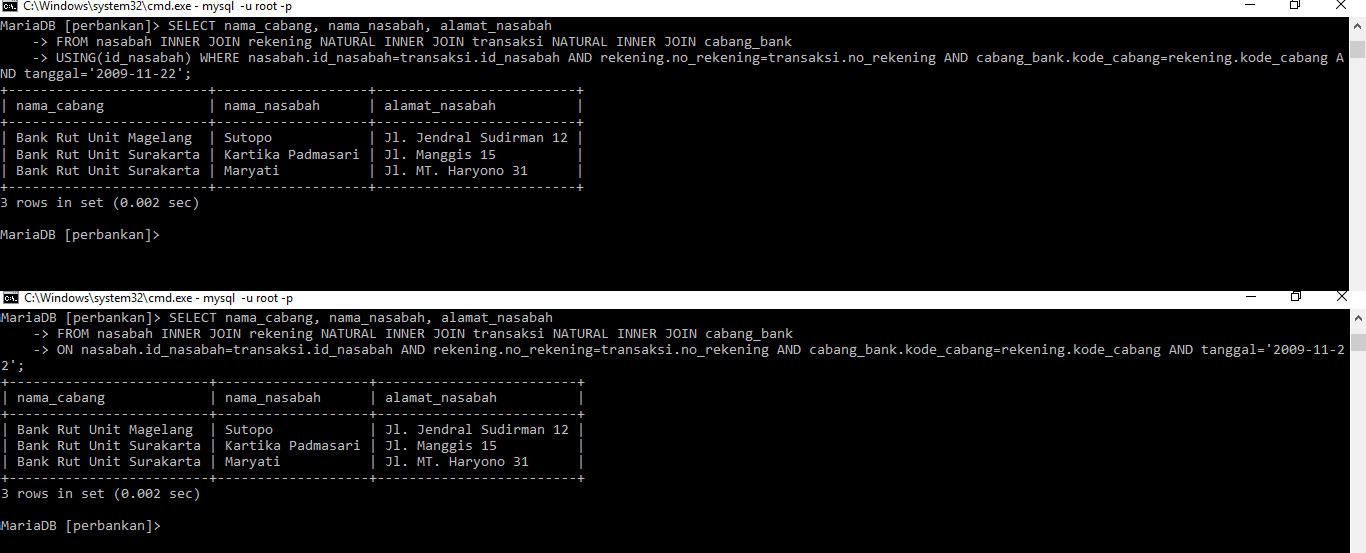 C:\Windows\system32\cmd.exe - mysql -u root -p
MariaDB [perbankan]> SELECT nama_cabang, nama_nasabah, alamat_nasabah
    -> FROM nasabah INNER JOIN rekening NATURAL INNER JOIN transaksi NATURAL INNER JOIN cabang_bank
    -> USING(id_nasabah) WHERE nasabah.id_nasabah=transaksi.id_nasabah AND rekening.no_rekening=transaksi.no_rekening AND cabang_bank.kode_cabang=rekening.kode_cabang A
ND tanggal='2009-11-22';
+-------------------------+-------------------+-------------------------+
| nama_cabang             | nama_nasabah      | alamat_nasabah          |
+-------------------------+-------------------+-------------------------+
| Bank Rut Unit Magelang  | Sutopo            | Jl. Jendral Sudirman 12 |
| Bank Rut Unit Surakarta | Kartika Padmasari | Jl. Manggis 15          |
| Bank Rut Unit Surakarta | Maryati           | Jl. MT. Haryono 31      |
+-------------------------+-------------------+-------------------------+
3 rows in set (0.002 sec)
MariaDB [perbankan]>
C:\Windows\system32\cmd.exe - mysql -u root -p
MariaDB [perbankan]> SELECT nama_cabang, nama_nasabah, alamat_nasabah
    -> FROM nasabah INNER JOIN rekening NATURAL INNER JOIN transaksi NATURAL INNER JOIN cabang_bank
    -> ON nasabah.id_nasabah=transaksi.id_nasabah AND rekening.no_rekening=transaksi.no_rekening AND cabang_bank.kode_cabang=rekening.kode_cabang AND tanggal='2009-11-2
2';
+-------------------------+-------------------+-------------------------+
| nama_cabang             | nama_nasabah      | alamat_nasabah          |
+-------------------------+-------------------+-------------------------+
| Bank Rut Unit Magelang  | Sutopo            | Jl. Jendral Sudirman 12 |
| Bank Rut Unit Surakarta | Kartika Padmasari | Jl. Manggis 15          |
| Bank Rut Unit Surakarta | Maryati           | Jl. MT. Haryono 31      |
+-------------------------+-------------------+-------------------------+
3 rows in set (0.002 sec)
MariaDB [perbankan]>